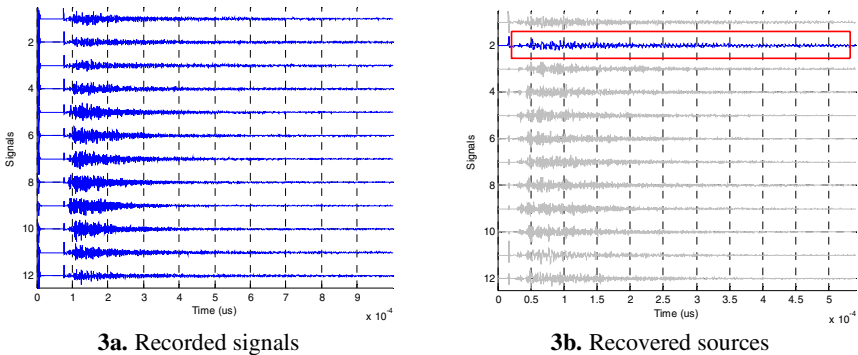 Signals
2
4
6
8
10
12
0 1 2 3 4 5 6 7 8 9
Time (us)
x 10⁻⁴
3a. Recorded signals
Signals
2
4
6
8
10
12
0 0.5 1 1.5 2 2.5 3 3.5 4 4.5 5
Time (us)
x 10⁻⁴
3b. Recovered sources